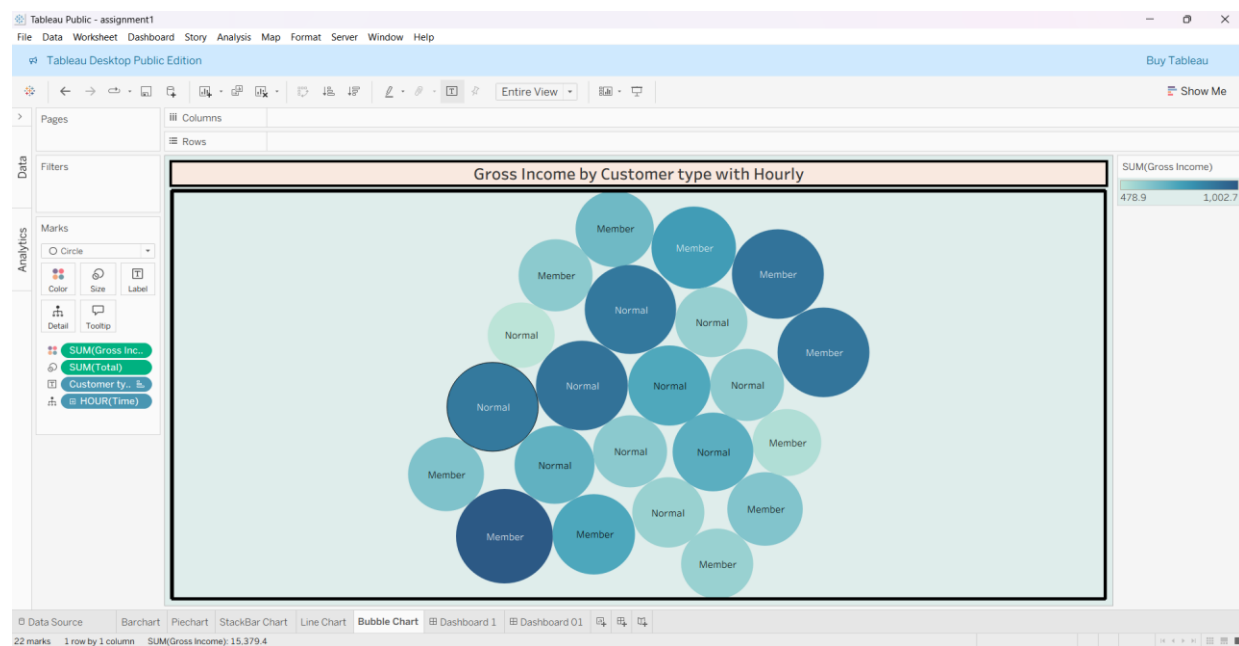 Tableau Public - assignment1
File Data Worksheet Dashboard Story Analysis Map Format Server Window Help
Tableau Desktop Public Edition Buy Tableau
Entire View Show Me
Pages
Columns
Rows
Data
Analytics
Filters
Marks
Circle
Color Size Label
Detail Tooltip
SUM(Gross Inc..
SUM(Total)
Customer ty..
HOUR(Time)
Gross Income by Customer type with Hourly
SUM(Gross Income)
478.9 1,002.7
Member
Member
Member
Member
Normal
Normal
Normal
Member
Normal
Normal
Normal
Normal
Member
Normal
Normal
Normal
Member
Member
Normal
Member
Member
Member
Data Source Barchart Piechart StackBar Chart Line Chart Bubble Chart Dashboard 1 Dashboard 01
22 marks 1 row by 1 column SUM(Gross Income): 15,379.4